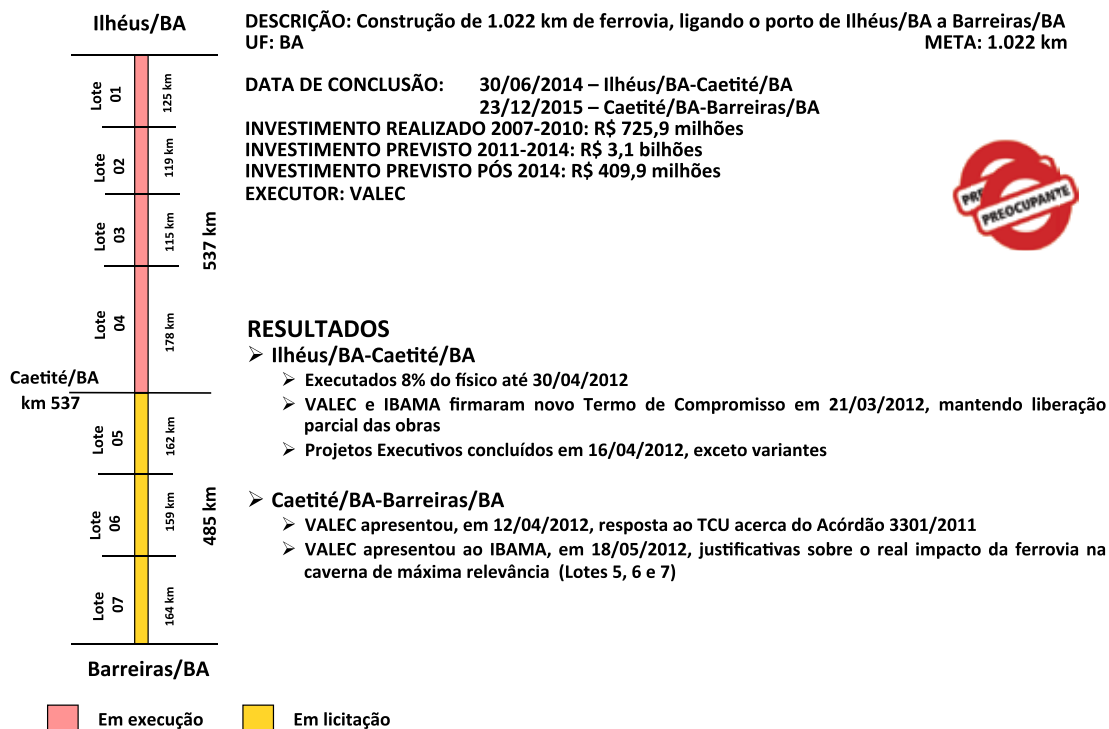 Ilhéus/BA
DESCRIÇÃO: Construção de 1.022 km de ferrovia, ligando o porto de Ilhéus/BA a Barreiras/BA
UF: BA
META: 1.022 km
DATA DE CONCLUSÃO: 30/06/2014 – Ilhéus/BA-Caetité/BA
23/12/2015 – Caetité/BA-Barreiras/BA
INVESTIMENTO REALIZADO 2007-2010: R$ 725,9 milhões
INVESTIMENTO PREVISTO 2011-2014: R$ 3,1 bilhões
INVESTIMENTO PREVISTO PÓS 2014: R$ 409,9 milhões
EXECUTOR: VALEC
PRE
PREOCUPANTE
Lote
01
125 km
Lote
02
119 km
Lote
03
115 km
537 km
Lote
04
178 km
Caetité/BA
km 537
Lote
05
162 km
Lote
06
159 km
485 km
Lote
07
164 km
Barreiras/BA
Em execução
Em licitação
RESULTADOS
Ilhéus/BA-Caetité/BA
Executados 8% do físico até 30/04/2012
VALEC e IBAMA firmaram novo Termo de Compromisso em 21/03/2012, mantendo liberação
parcial das obras
Projetos Executivos concluídos em 16/04/2012, exceto variantes
Caetité/BA-Barreiras/BA
VALEC apresentou, em 12/04/2012, resposta ao TCU acerca do Acórdão 3301/2011
VALEC apresentou ao IBAMA, em 18/05/2012, justificativas sobre o real impacto da ferrovia na
caverna de máxima relevância (Lotes 5, 6 e 7)